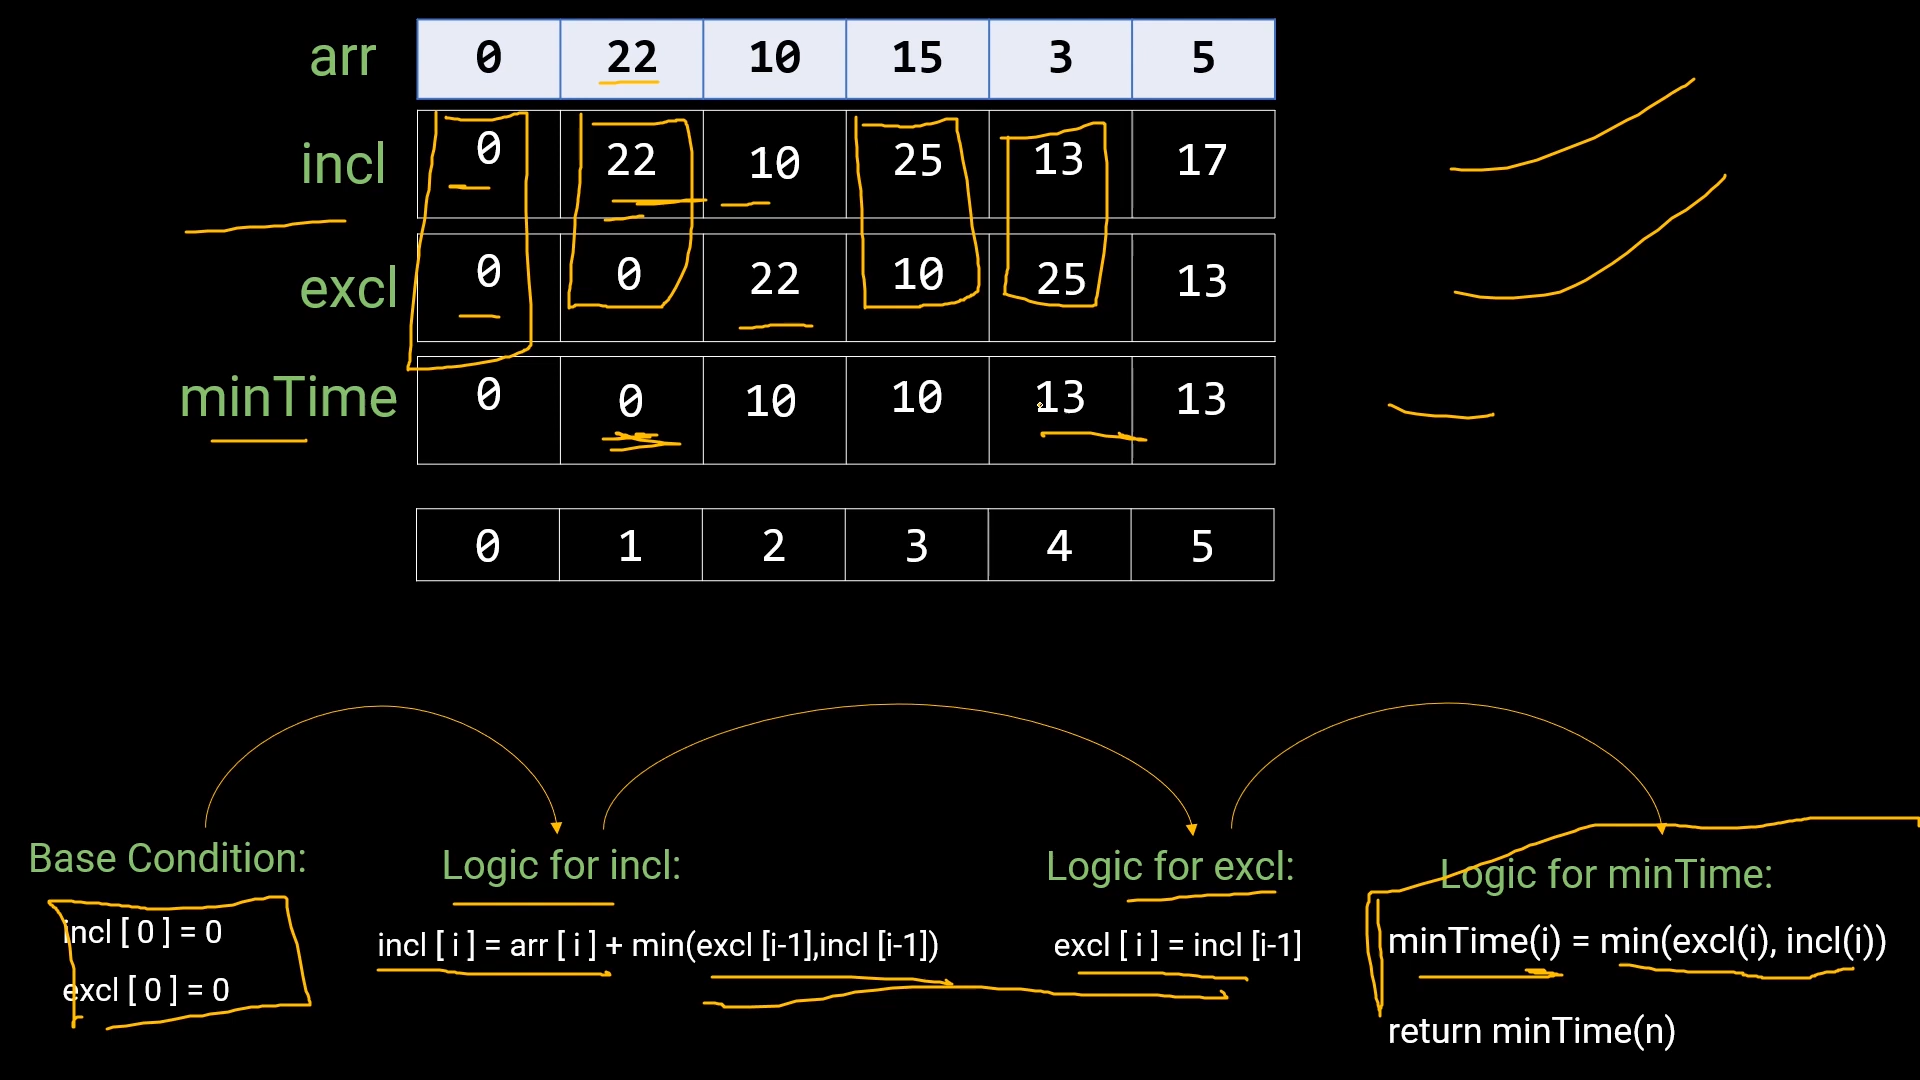 arr 0 22 10 15 3 5
incl 0 22 10 25 13 17
excl 0 0 22 10 25 13
minTime 0 0 10 10 13 13
0 1 2 3 4 5
Base Condition:
incl [ 0 ] = 0
excl [ 0 ] = 0
Logic for incl:
incl [ i ] = arr [ i ] + min(excl [i-1],incl [i-1])
Logic for excl:
excl [ i ] = incl [i-1]
Logic for minTime:
minTime(i) = min(excl(i), incl(i))
return minTime(n)